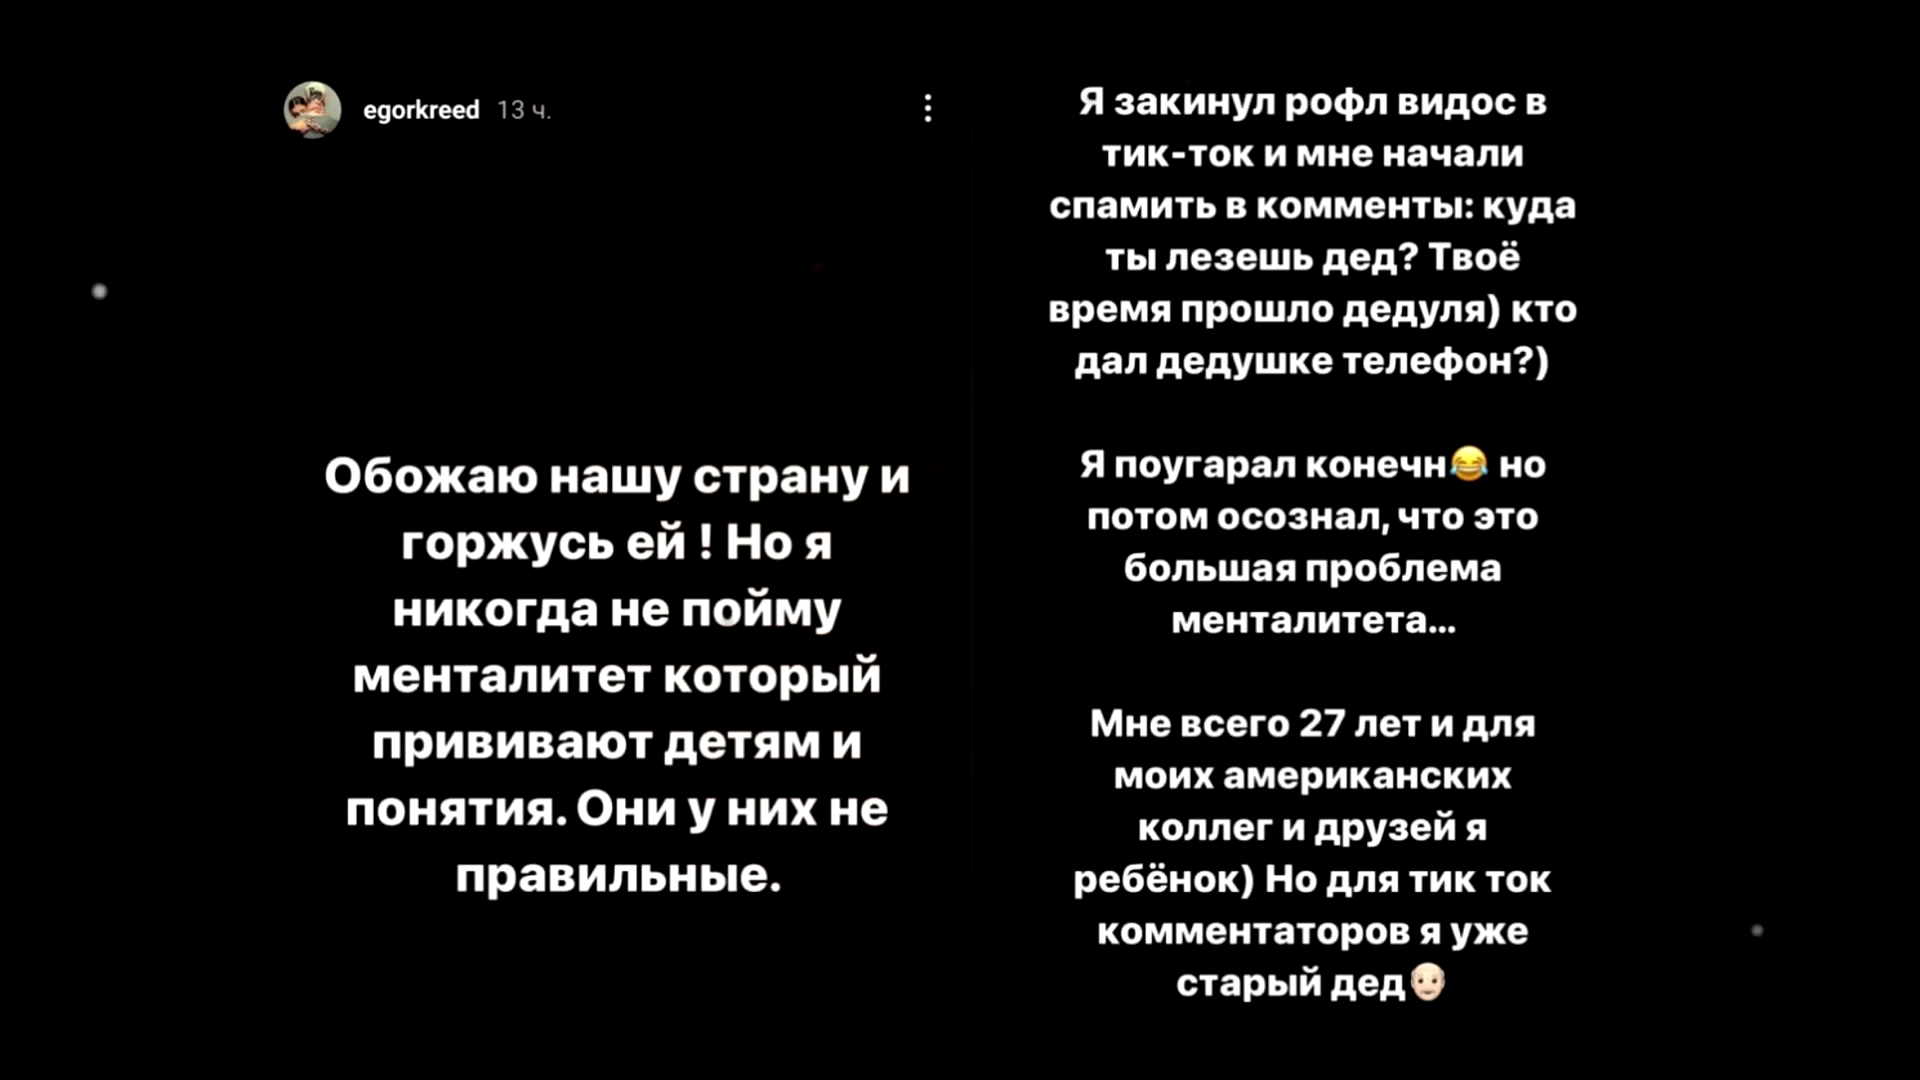 egorkreed 13 ч.
Обожаю нашу страну и
горжусь ей ! Но я
никогда не пойму
менталитет который
прививают детям и
понятия. Они у них не
правильные.
Я закинул рофл видос в
тик-ток и мне начали
спамить в комменты: куда
ты лезешь дед? Твоё
время прошло дедуля) кто
дал дедушке телефон?)
Я поугарал конечн😂 но
потом осознал, что это
большая проблема
менталитета...
Мне всего 27 лет и для
моих американских
коллег и друзей я
ребёнок) Но для тик ток
комментаторов я уже
старый дед👴🏻